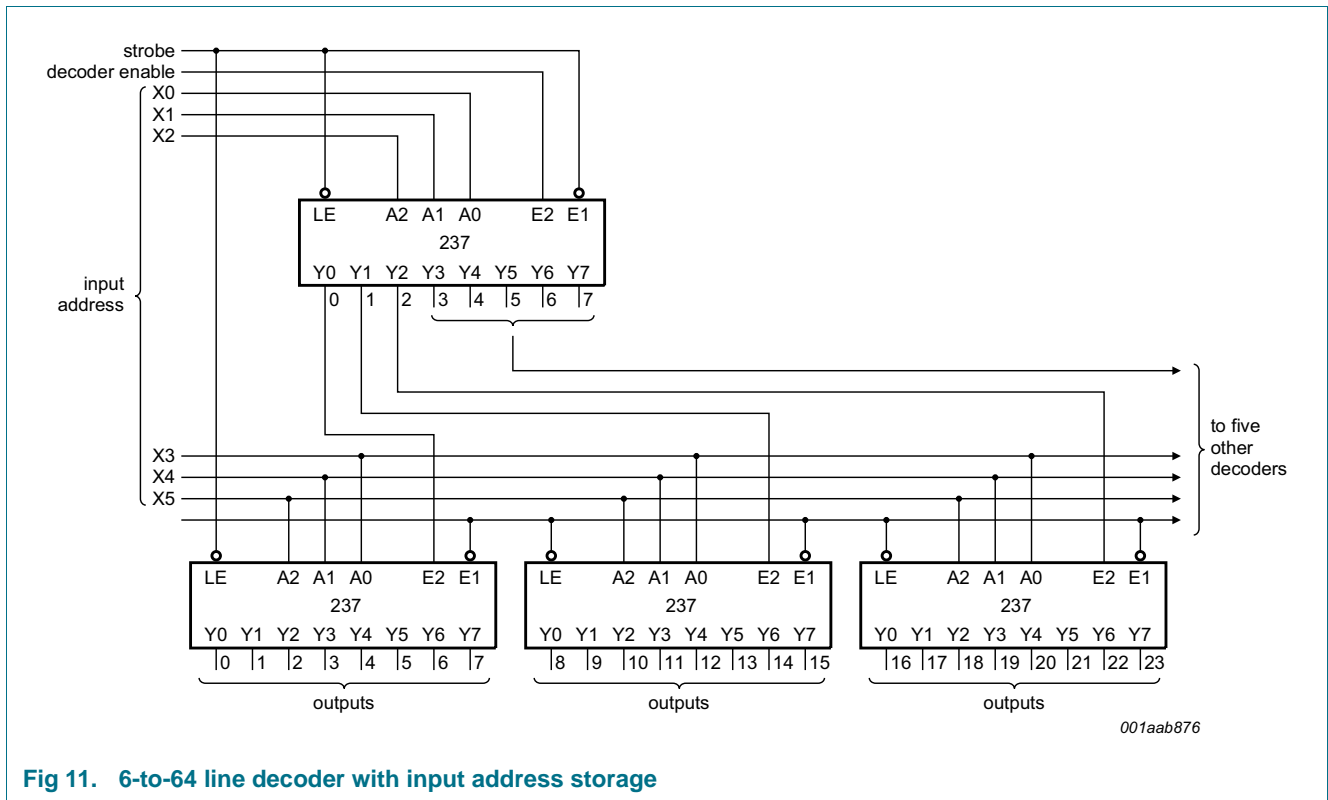 strobe
decoder enable
X0
X1
X2
LE A2 A1 A0 E2 E1
237
Y0 Y1 Y2 Y3 Y4 Y5 Y6 Y7
0 1 2 3 4 5 6 7
input
address
to five
other
decoders
X3
X4
X5
LE A2 A1 A0 E2 E1
237
Y0 Y1 Y2 Y3 Y4 Y5 Y6 Y7
0 1 2 3 4 5 6 7
outputs
LE A2 A1 A0 E2 E1
237
Y0 Y1 Y2 Y3 Y4 Y5 Y6 Y7
8 9 10 11 12 13 14 15
outputs
LE A2 A1 A0 E2 E1
237
Y0 Y1 Y2 Y3 Y4 Y5 Y6 Y7
16 17 18 19 20 21 22 23
outputs
001aab876
Fig 11. 6-to-64 line decoder with input address storage